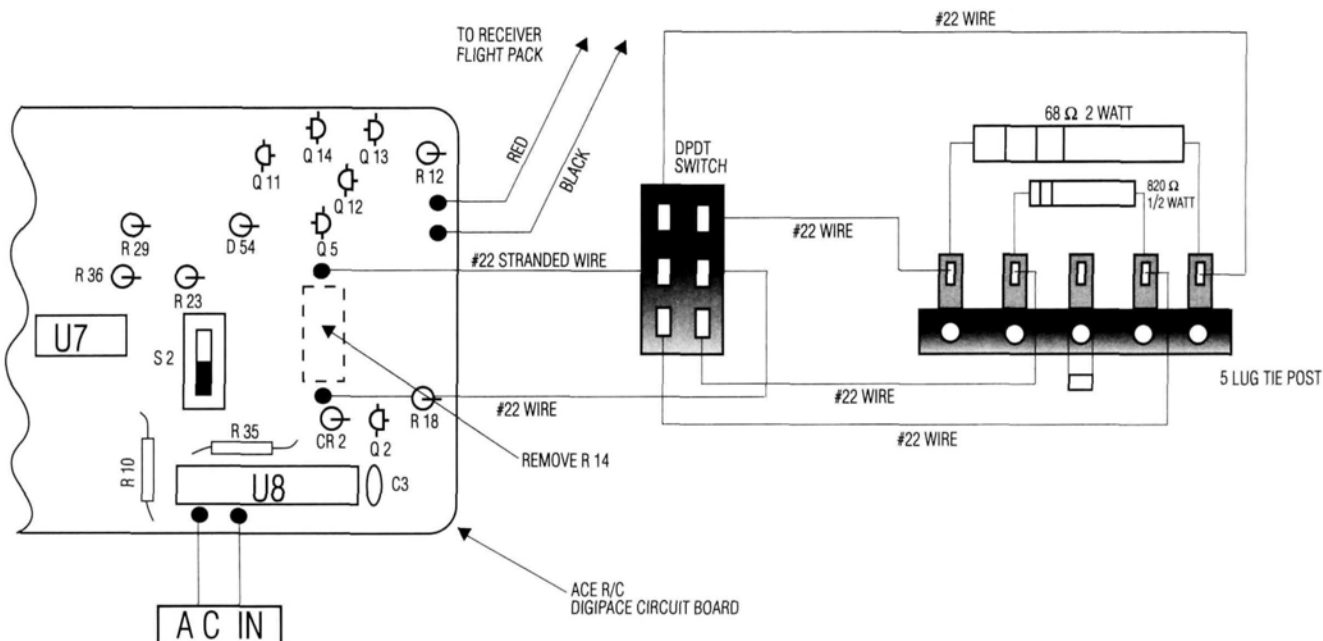 #22 WIRE
TO RECEIVER
FLIGHT PACK
68 Ω 2 WATT
RED
BLACK
DPDT
SWITCH
Q 14
Q 13
Q 11
R 12
Q 12
820 Ω
1/2 WATT
R 29
D 54
Q 5
#22 WIRE
#22 STRANDED WIRE
R 36
R 23
U7
S 2
5 LUG TIE POST
#22 WIRE
#22 WIRE
R 18
CR 2
Q 2
#22 WIRE
R 35
R 10
REMOVE R 14
U8
C3
ACE R/C
DIGIPACE CIRCUIT BOARD
AC IN